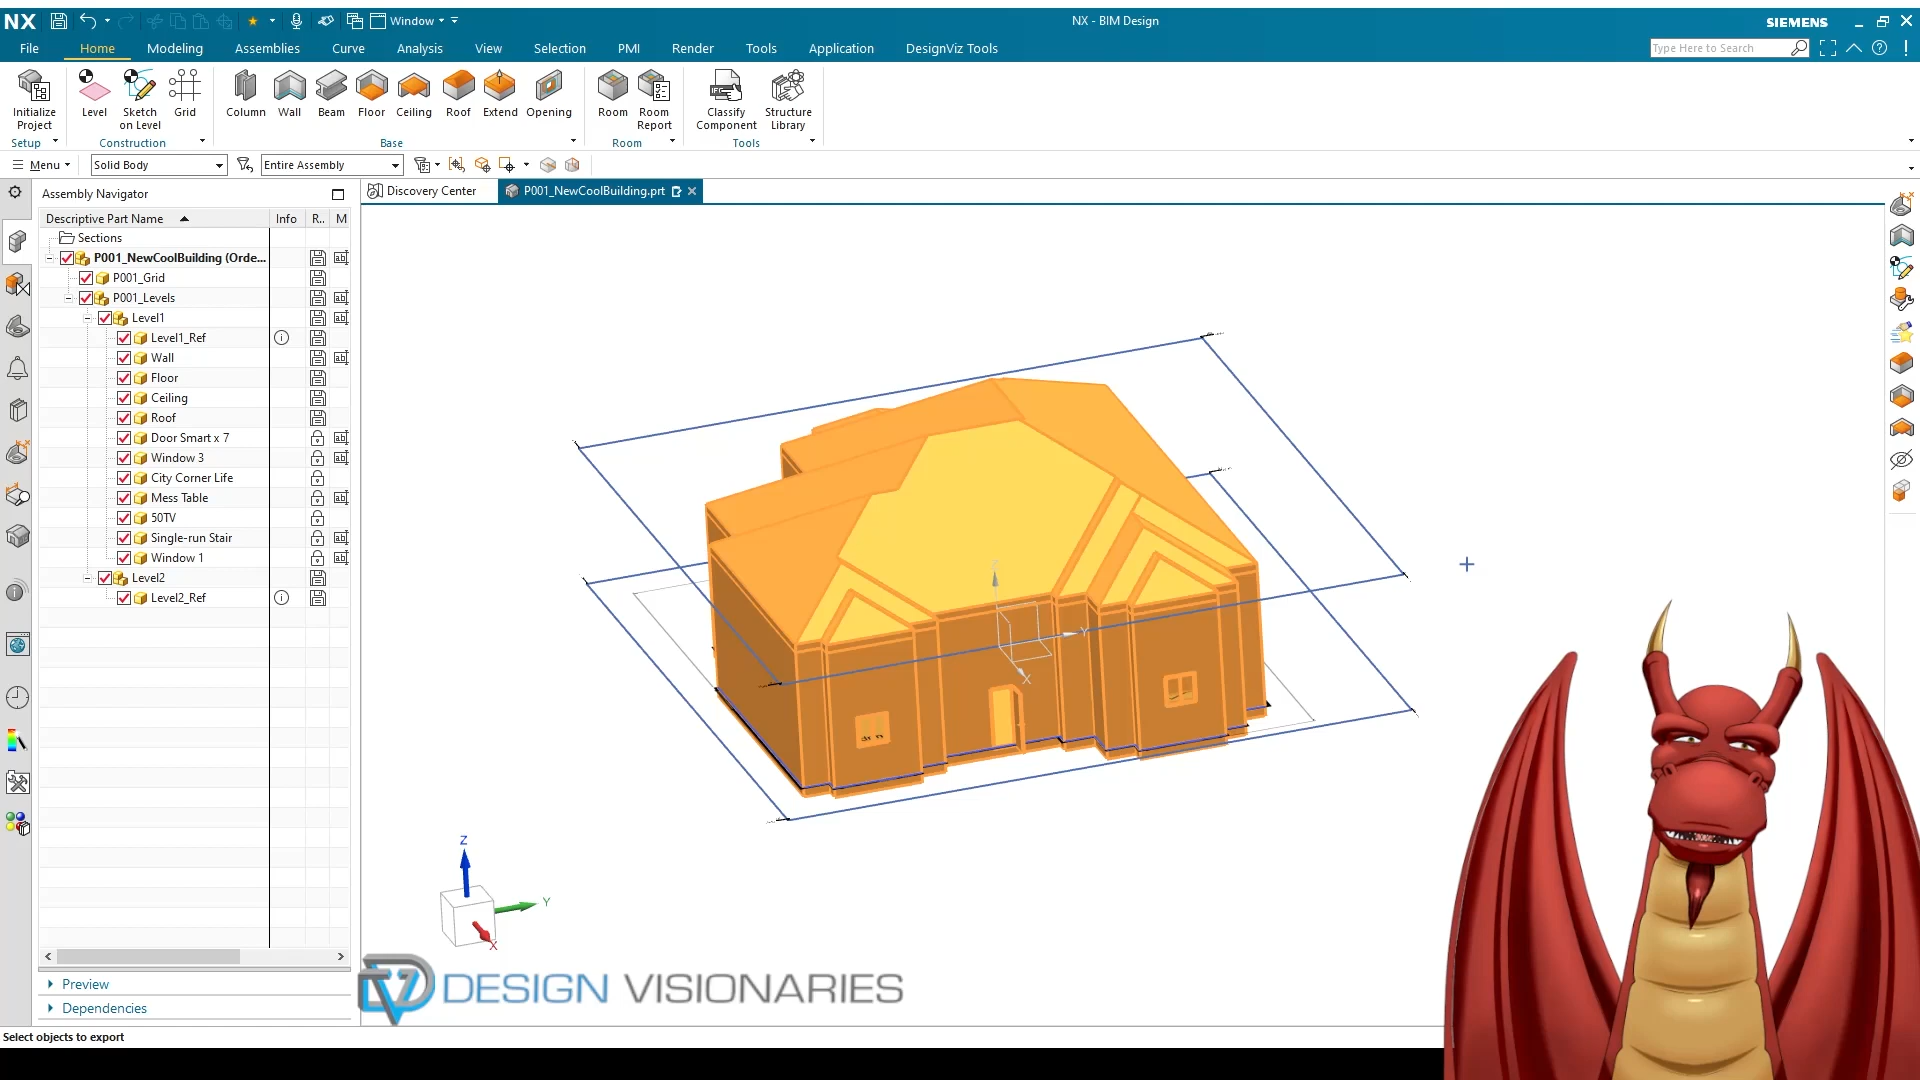 NX
Window
NX - BIM Design
SIEMENS
File
Home
Modeling
Assemblies
Curve
Analysis
View
Selection
PMI
Render
Tools
Application
DesignViz Tools
Type Here to Search
Initialize
Project
Level
Sketch
on Level
Grid
Column
Wall
Beam
Floor
Ceiling
Roof
Extend
Opening
Room
Room
Report
Classify
Component
Structure
Library
Setup
Construction
Base
Room
Tools
Menu
Solid Body
Entire Assembly
Assembly Navigator
Discovery Center
P001_NewCoolBuilding.prt
Descriptive Part Name
Info
R..
M
Sections
P001_NewCoolBuilding (Orde...
P001_Grid
P001_Levels
Level1
Level1_Ref
Wall
Floor
Ceiling
Roof
Door Smart x 7
Window 3
City Corner Life
Mess Table
50TV
Single-run Stair
Window 1
Level2
Level2_Ref
Z
Y
X
Z
Y
X
Preview
Dependencies
DV DESIGN VISIONARIES
Select objects to export